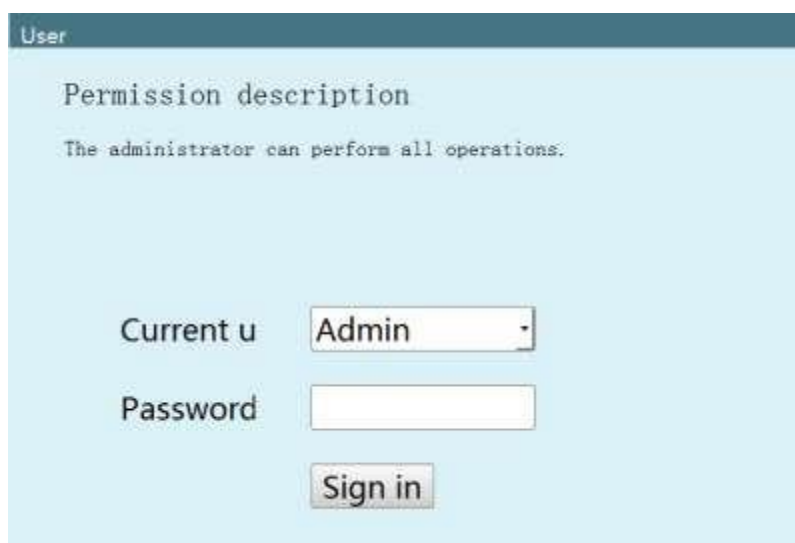 User
Permission description
The administrator can perform all operations.
Current u
Admin
Password
Sign in